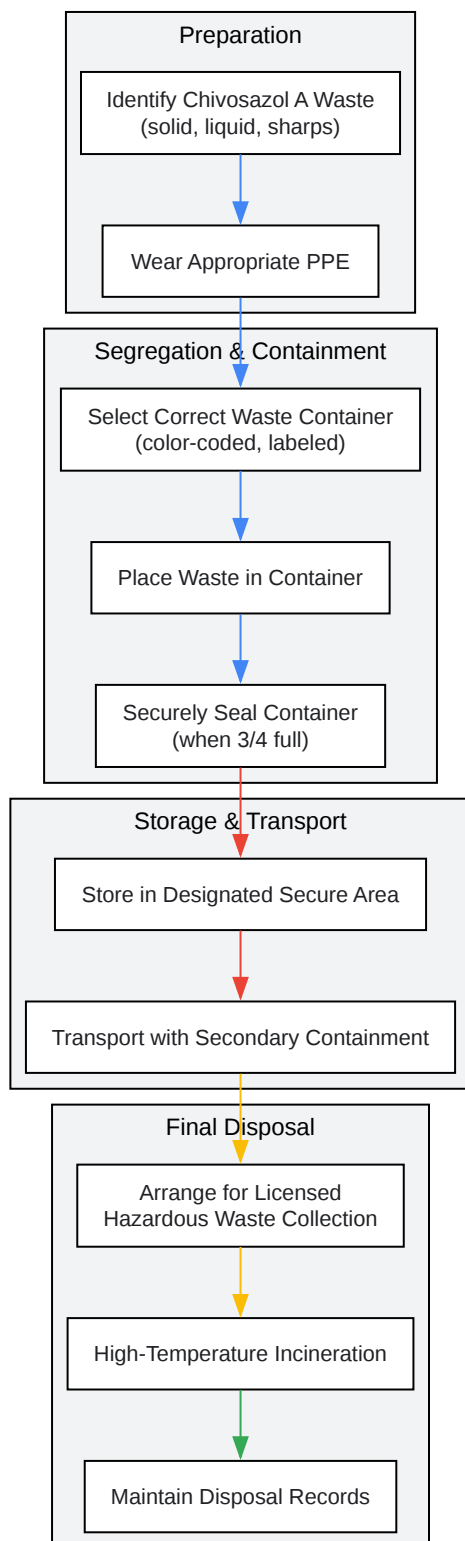 Preparation
Identify Chivosazol A Waste
(solid, liquid, sharps)
Wear Appropriate PPE
Segregation & Containment
Select Correct Waste Container
(color-coded, labeled)
Place Waste in Container
Securely Seal Container
(when 3/4 full)
Storage & Transport
Store in Designated Secure Area
Transport with Secondary Containment
Final Disposal
Arrange for Licensed
Hazardous Waste Collection
High-Temperature Incineration
Maintain Disposal Records